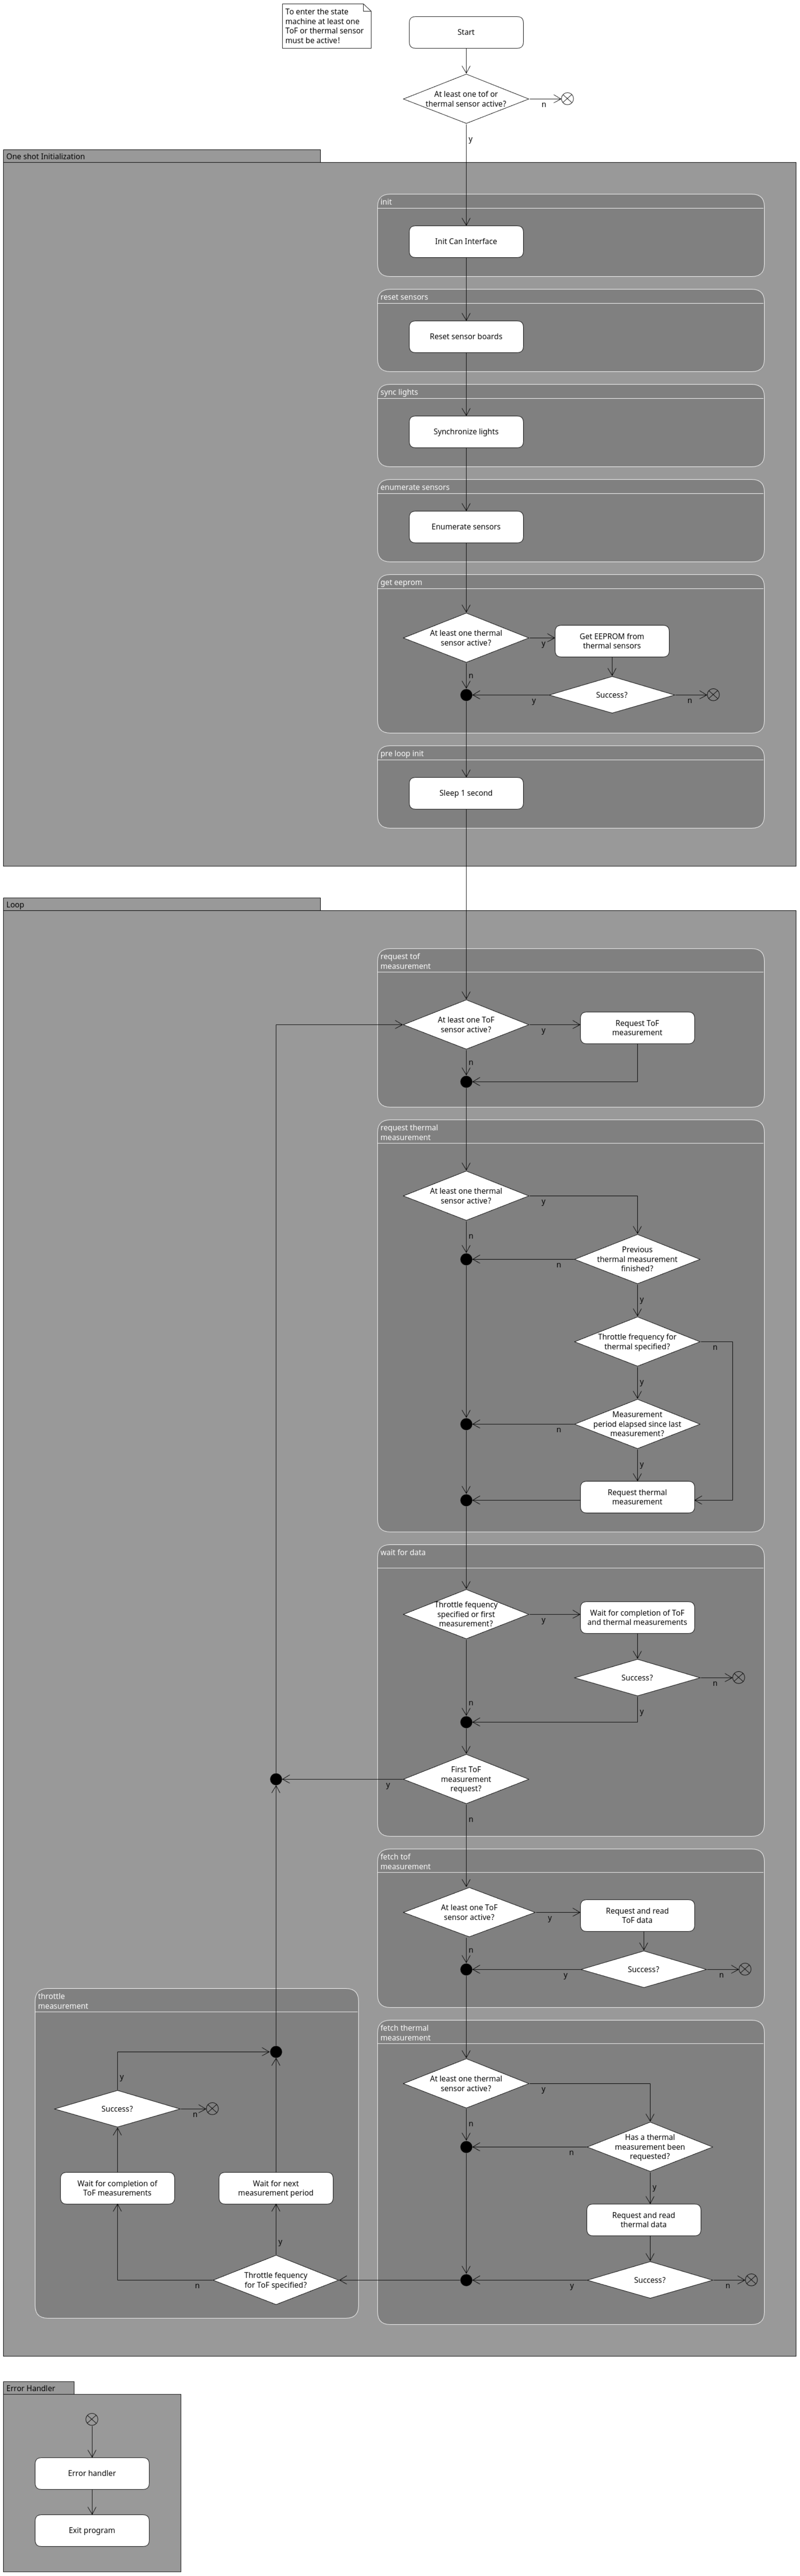 To enter the state
machine at least one
ToF or thermal sensor
must be active!
Start
At least one tof or
thermal sensor active?
n
y
One shot Initialization
init
Init Can Interface
reset sensors
Reset sensor boards
sync lights
Synchronize lights
enumerate sensors
Enumerate sensors
get eeprom
At least one thermal
sensor active?
y
Get EEPROM from
thermal sensors
n
Success?
y
n
pre loop init
Sleep 1 second
Loop
request tof
measurement
At least one ToF
sensor active?
y
Request ToF
measurement
n
request thermal
measurement
At least one thermal
sensor active?
y
n
Previous
thermal measurement
finished?
n
y
Throttle frequency for
thermal specified?
n
y
Measurement
period elapsed since last
measurement?
n
y
Request thermal
measurement
wait for data
Throttle fequency
specified or first
measurement?
y
Wait for completion of ToF
and thermal measurements
Success?
n
n
y
First ToF
measurement
request?
y
n
fetch tof
measurement
At least one ToF
sensor active?
y
Request and read
ToF data
n
Success?
y
n
fetch thermal
measurement
At least one thermal
sensor active?
y
n
Has a thermal
measurement been
requested?
n
y
Request and read
thermal data
Success?
y
n
throttle
measurement
y
Success?
n
Wait for completion of
ToF measurements
Wait for next
measurement period
y
Throttle fequency
for ToF specified?
n
Error Handler
Error handler
Exit program